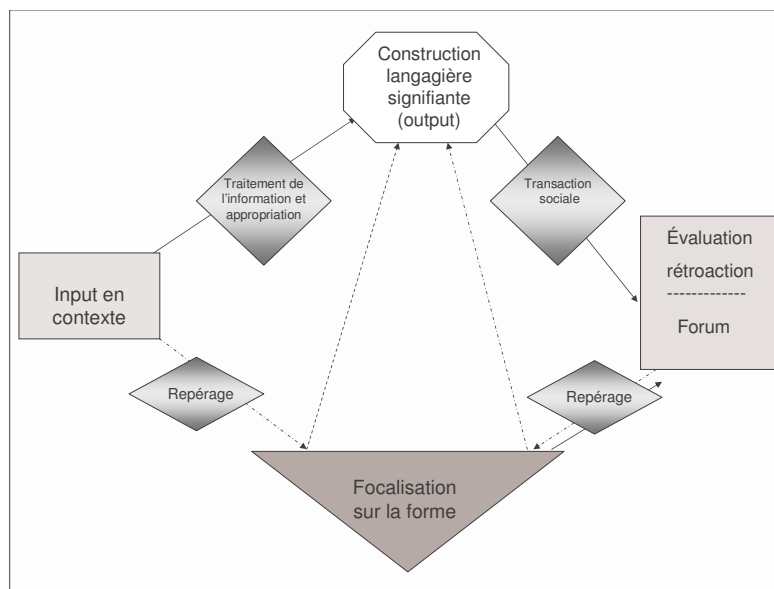 Construction
langagière
signifiante
(output)
Traitement de
l'information et
appropriation
Transaction
sociale
Évaluation
rétroaction
-------------
Forum
Input en
contexte
Repérage
Repérage
Focalisation
sur la forme